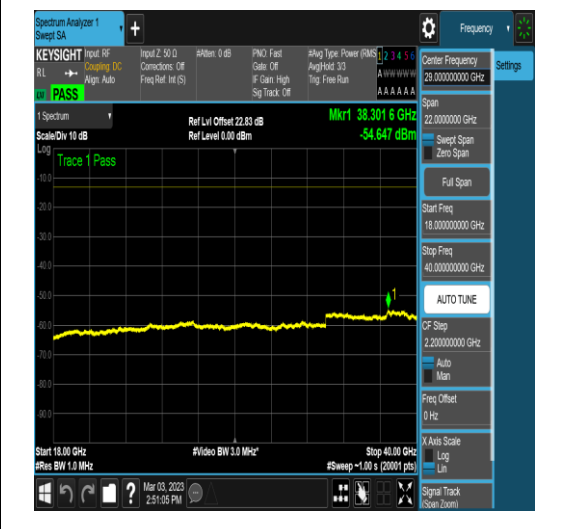 Spectrum Analyzer 1
Swept SA
Frequency
KEYSIGHT
RL
Input: RF
Coupling: DC
Align: Auto
Input Z: 50 Ω
Corrections: Off
Freq Ref: Int (S)
#Atten: 0 dB
PNO: Fast
Gate: Off
IF Gain: High
Sig Track: Off
#Avg Type: Power (RMS
Avg|Hold: 3/3
Trig: Free Run
1 2 3 4 5 6
A W W W W W
A A A A A A
PASS
1 Spectrum
Scale/Div 10 dB
Ref Lvl Offset 22.83 dB
Ref Level 0.00 dBm
Mkr1 38.301 6 GHz
-54.647 dBm
Log
Trace 1 Pass
-10.0
-20.0
-30.0
-40.0
-50.0
-60.0
-70.0
-80.0
-90.0
1
Start 18.00 GHz
#Res BW 1.0 MHz
#Video BW 3.0 MHz*
Stop 40.00 GHz
#Sweep ~1.00 s (20001 pts)
Mar 03, 2023
2:51:05 PM
Center Frequency
29.000000000 GHz
Settings
Span
22.0000000 GHz
Swept Span
Zero Span
Full Span
Start Freq
18.000000000 GHz
Stop Freq
40.000000000 GHz
AUTO TUNE
CF Step
2.200000000 GHz
Auto
Man
Freq Offset
0 Hz
X Axis Scale
Log
Lin
Signal Track
(Span Zoom)